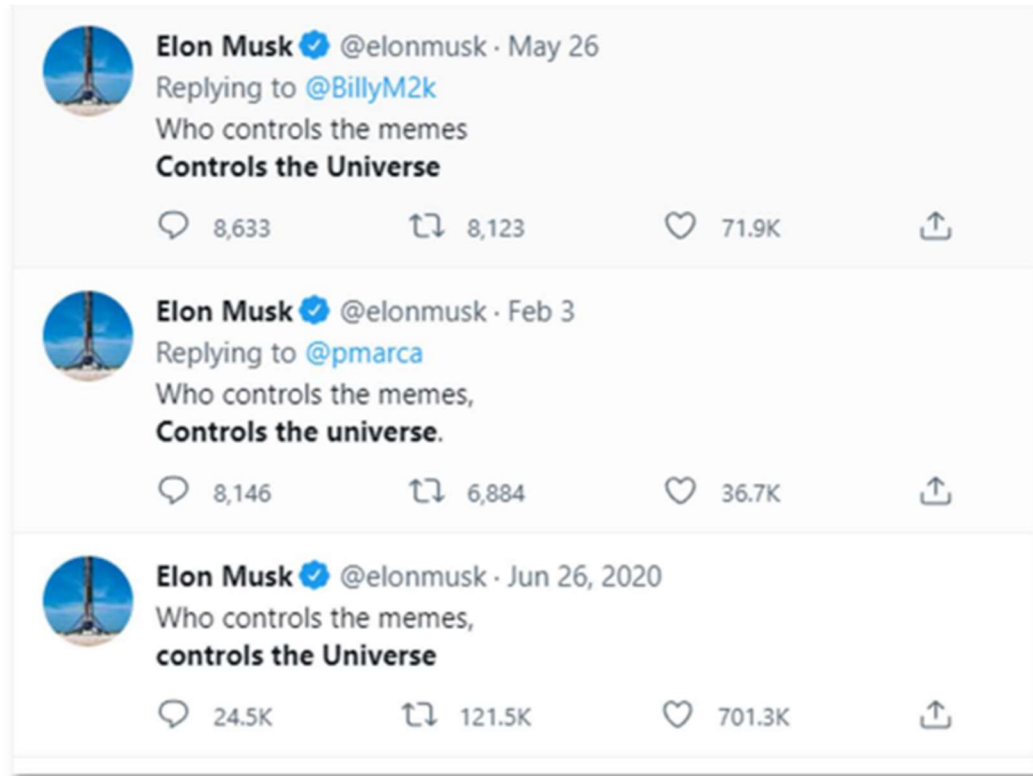 Elon Musk @elonmusk · May 26
Replying to @BillyM2k
Who controls the memes
Controls the Universe
8,633 8,123 71.9K
Elon Musk @elonmusk · Feb 3
Replying to @pmarca
Who controls the memes,
Controls the universe.
8,146 6,884 36.7K
Elon Musk @elonmusk · Jun 26, 2020
Who controls the memes,
controls the Universe
24.5K 121.5K 701.3K